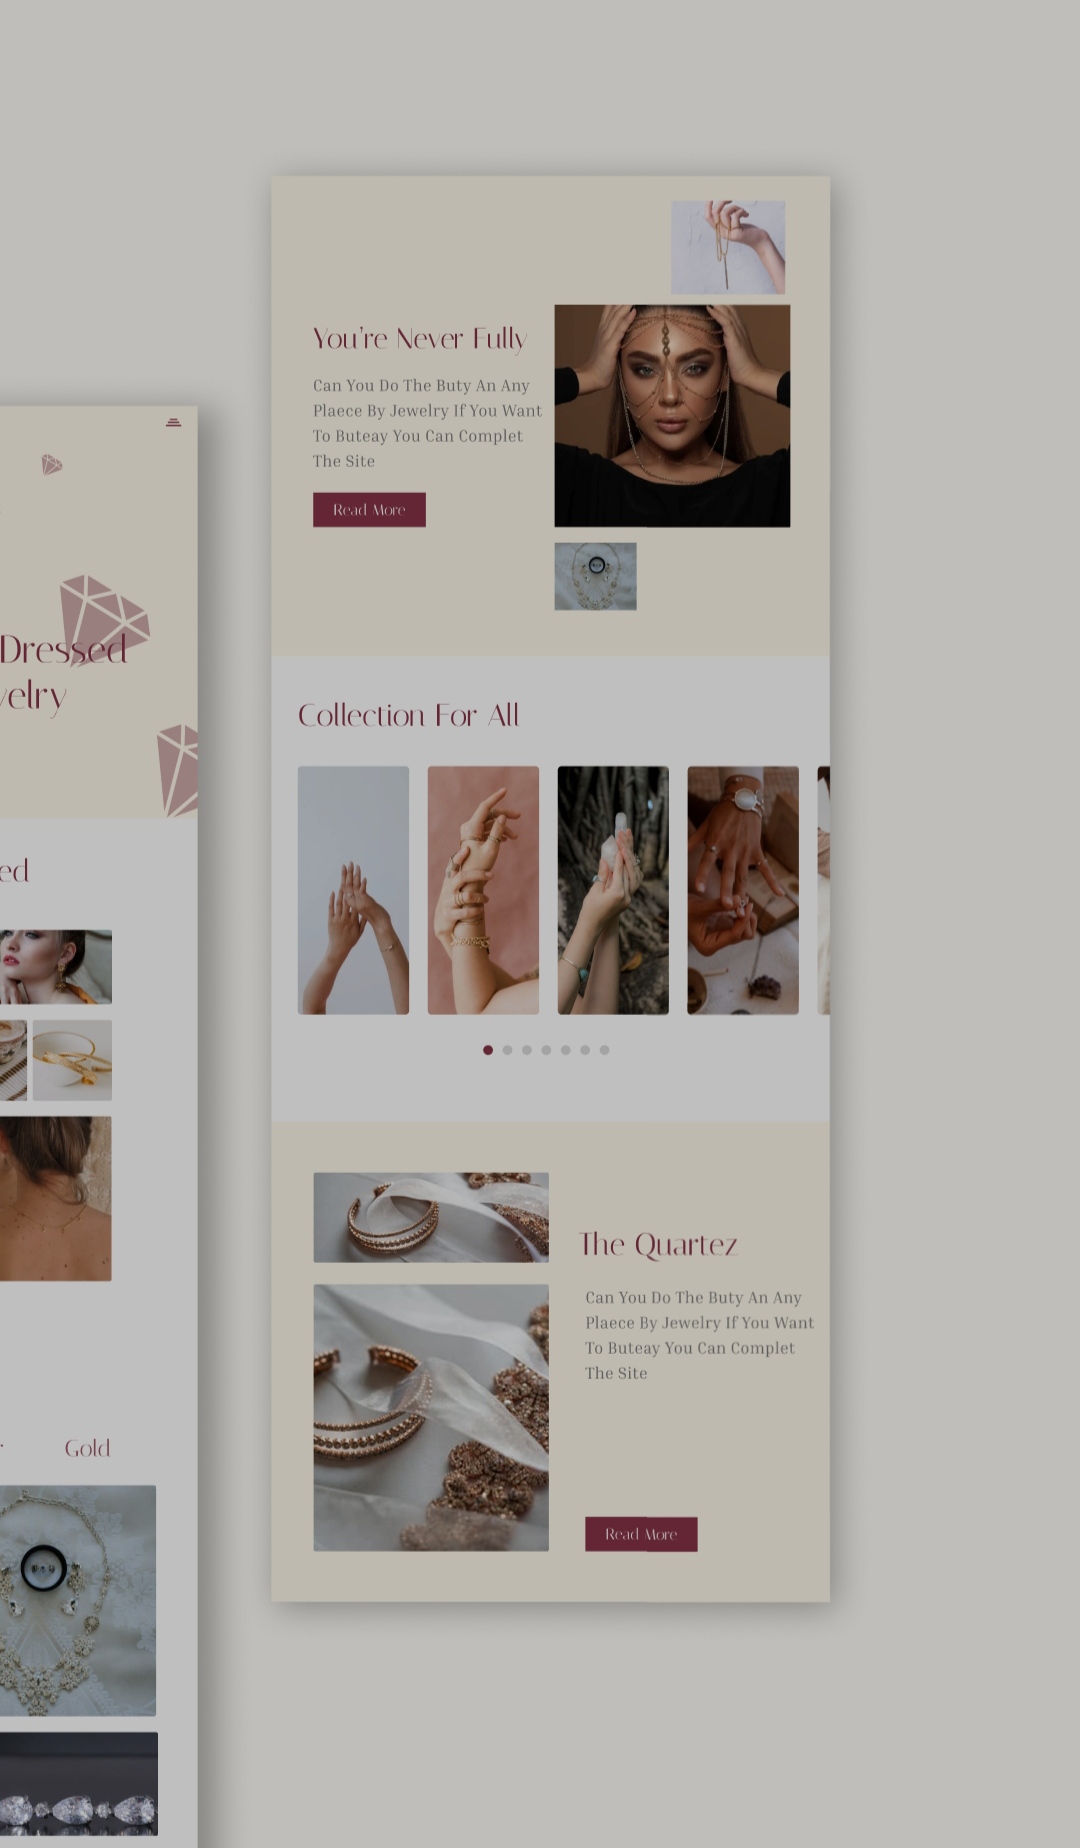 Dressed
You're Never Fully
Can You Do The Buty An Any
Plaece By Jewelry If You Want
To Buteay You Can Complet
The Site
Read More
Collection For All
The Quartez
Can You Do The Buty An Any
Plaece By Jewelry If You Want
To Buteay You Can Complet
The Site
Read More
Gold